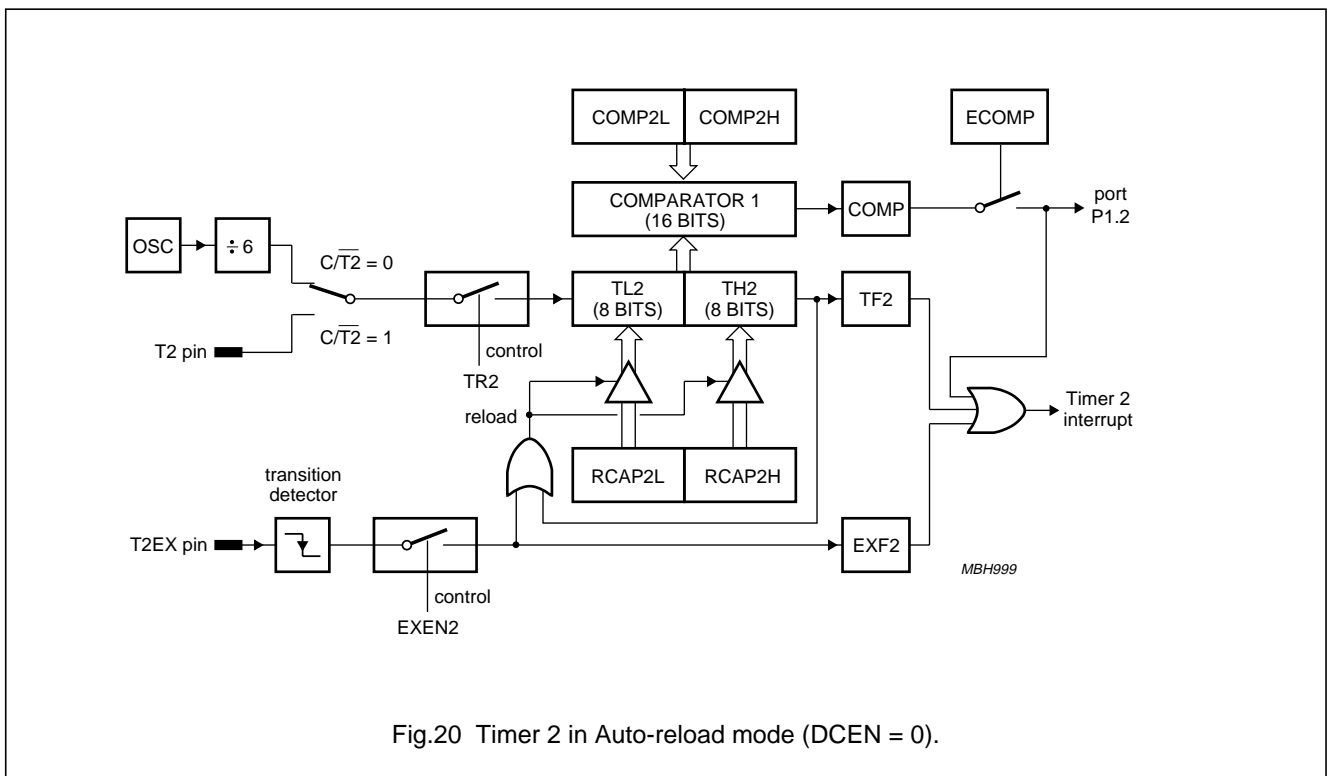 COMP2L COMP2H ECOMP
COMPARATOR 1
(16 BITS)
COMP
port
P1.2
OSC
÷ 6
C/T̅2̅ = 0
TL2
(8 BITS)
TH2
(8 BITS)
TF2
C/T̅2̅ = 1
T2 pin
control
TR2
reload
Timer 2
interrupt
RCAP2L RCAP2H
transition
detector
T2EX pin
EXF2
MBH999
control
EXEN2
Fig.20 Timer 2 in Auto-reload mode (DCEN = 0).